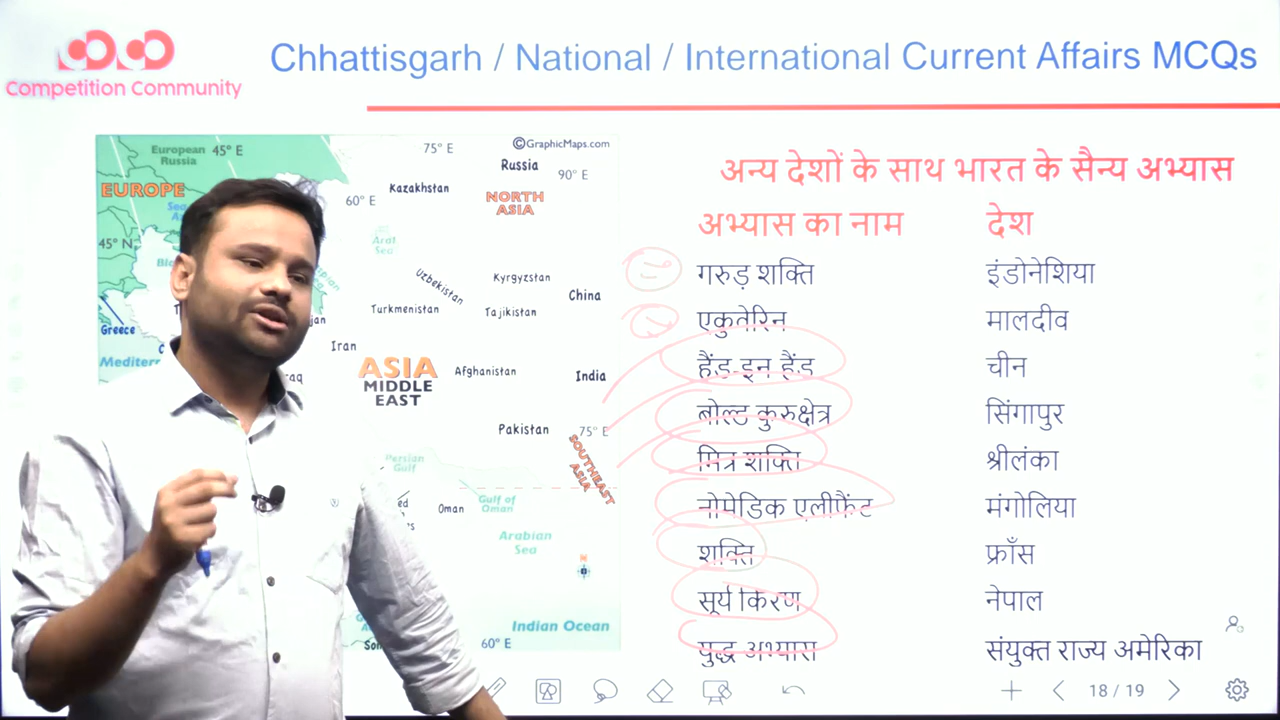 Competition Community
Chhattisgarh / National / International Current Affairs MCQs
©GraphicMaps.com
European Russia
45° E
75° E
Russia
90° E
EUROPE
60° E
Kazakhstan
NORTH ASIA
45° N
Aral Sea
Uzbekistan
Kyrgyzstan
China
Greece
Turkmenistan
Tajikistan
Iran
ASIA
MIDDLE EAST
Afghanistan
India
Pakistan
75° E
SOUTHEAST ASIA
Persian Gulf
Oman
Gulf of Oman
Arabian Sea
Indian Ocean
60° E
अन्य देशों के साथ भारत के सैन्य अभ्यास
अभ्यास का नाम देश
गरुड़ शक्ति इंडोनेशिया
एकुवेरिन मालदीव
हैंड-इन हैंड चीन
बोल्ट कुरुक्षेत्र सिंगापुर
मित्र शक्ति श्रीलंका
नोमेडिक एलीफैंट मंगोलिया
शक्ति फ्राँस
सूर्य किरण नेपाल
युद्ध अभ्यास संयुक्त राज्य अमेरिका
18 / 19